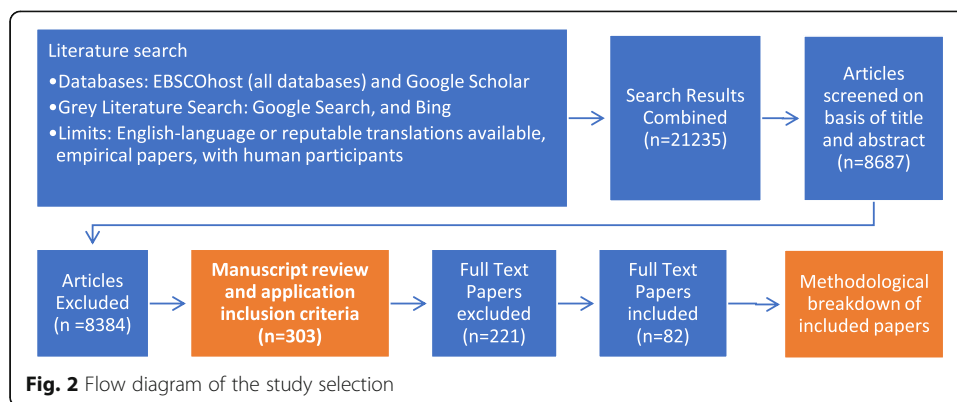 Literature search
•Databases: EBSCOhost (all databases) and Google Scholar
•Grey Literature Search: Google Search, and Bing
•Limits: English-language or reputable translations available,
empirical papers, with human participants
Search Results
Combined
(n=21235)
Articles
screened on
basis of title
and abstract
(n=8687)
Articles
Excluded
(n =8384)
Manuscript review
and application
inclusion criteria
(n=303)
Full Text
Papers
excluded
(n=221)
Full Text
Papers
included
(n=82)
Methodological
breakdown of
included papers
Fig. 2 Flow diagram of the study selection